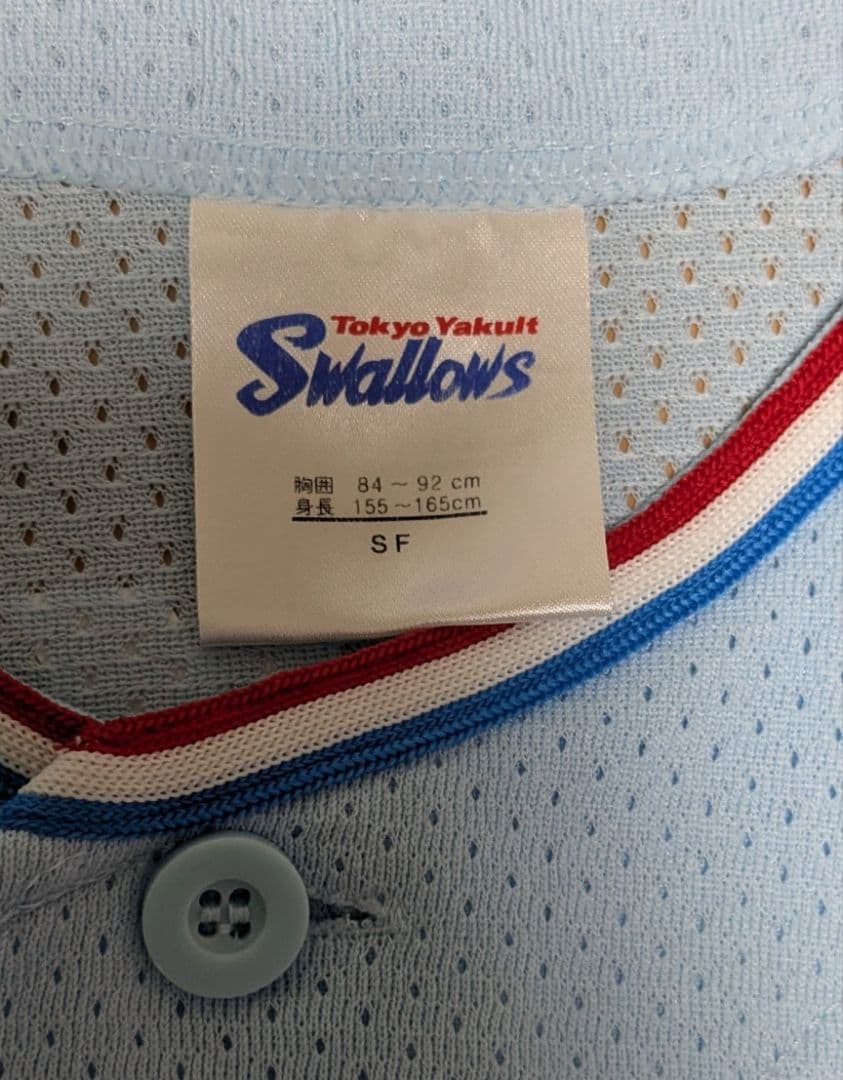 Tokyo Yakult
Swallows
胸囲 84～92 cm
身長 155～165cm
SF